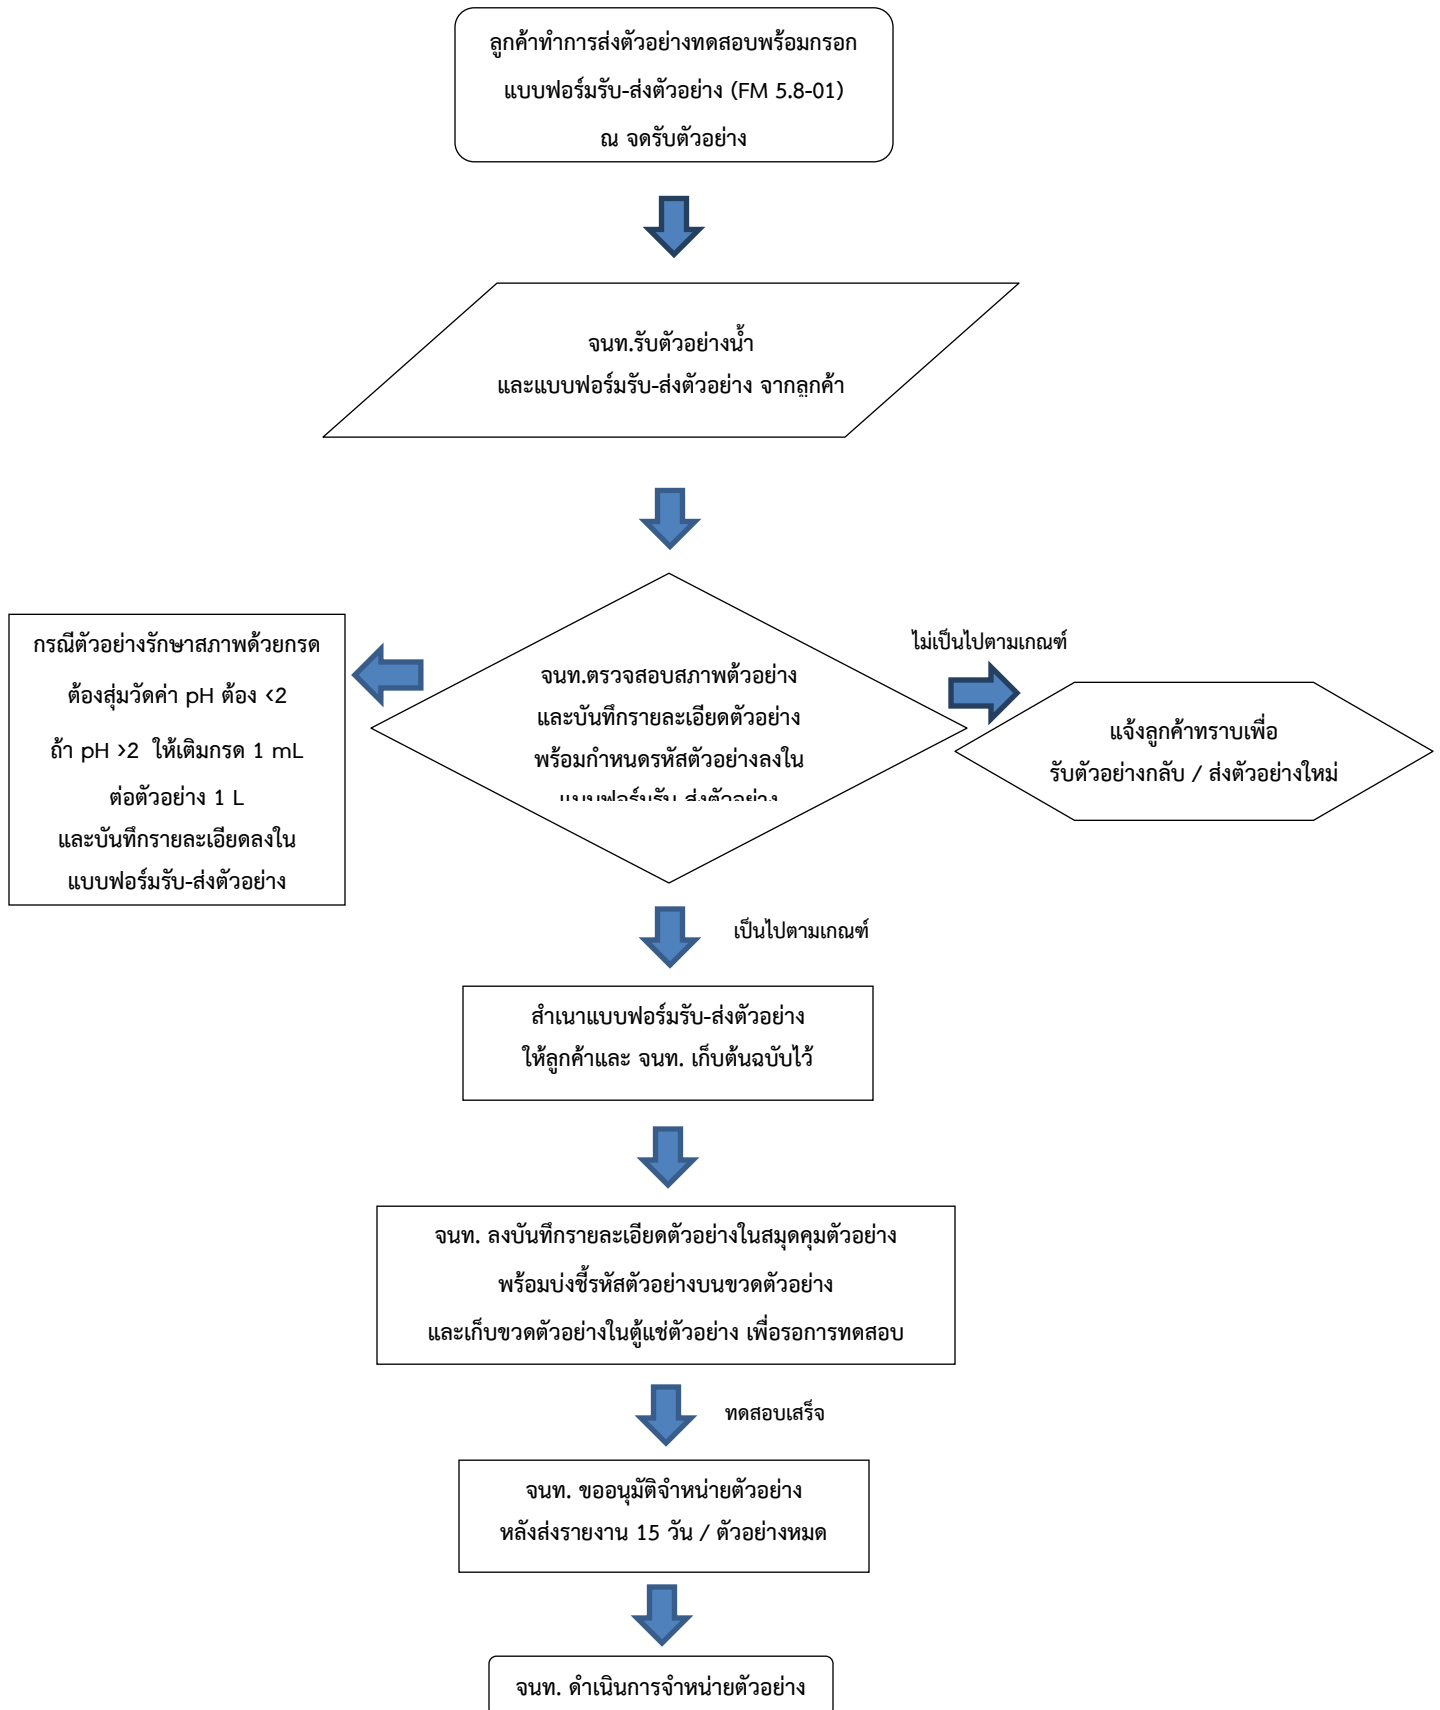 ลูกค้าทำการส่งตัวอย่างทดสอบพร้อมกรอก
แบบฟอร์มรับ-ส่งตัวอย่าง (FM 5.8-01)
ณ จดรับตัวอย่าง
จนท.รับตัวอย่างน้ำ
และแบบฟอร์มรับ-ส่งตัวอย่าง จากลูกค้า
กรณีตัวอย่างรักษาสภาพด้วยกรด
ต้องสุ่มวัดค่า pH ต้อง <2
ถ้า pH >2 ให้เติมกรด 1 mL
ต่อตัวอย่าง 1 L
และบันทึกรายละเอียดลงใน
แบบฟอร์มรับ-ส่งตัวอย่าง
จนท.ตรวจสอบสภาพต้วอย่าง
และบันทึกรายละเอียดตัวอย่าง
พร้อมกำหนดรหัสตัวอย่างลงใน
แบบฟอร์มรับ-ส่งตัวอย่าง
ไม่เป็นไปตามเกณฑ์
แจ้งลูกค้าทราบเพื่อ
รับตัวอย่างกลับ / ส่งตัวอย่างใหม่
เป็นไปตามเกณฑ์
สำเนาแบบฟอร์มรับ-ส่งตัวอย่าง
ให้ลูกค้าและ จนท. เก็บต้นฉบับไว้
จนท. ลงบันทึกรายละเอียดตัวอย่างในสมุดคุมตัวอย่าง
พร้อมบ่งชี้รหัสตัวอย่างบนขวดตัวอย่าง
และเก็บขวดตัวอย่างในตู้แช่ตัวอย่าง เพื่อรอการทดสอบ
ทดสอบเสร็จ
จนท. ขออนุมัติจำหน่ายตัวอย่าง
หลังส่งรายงาน 15 วัน / ตัวอย่างหมด
จนท. ดำเนินการจำหน่ายตัวอย่าง